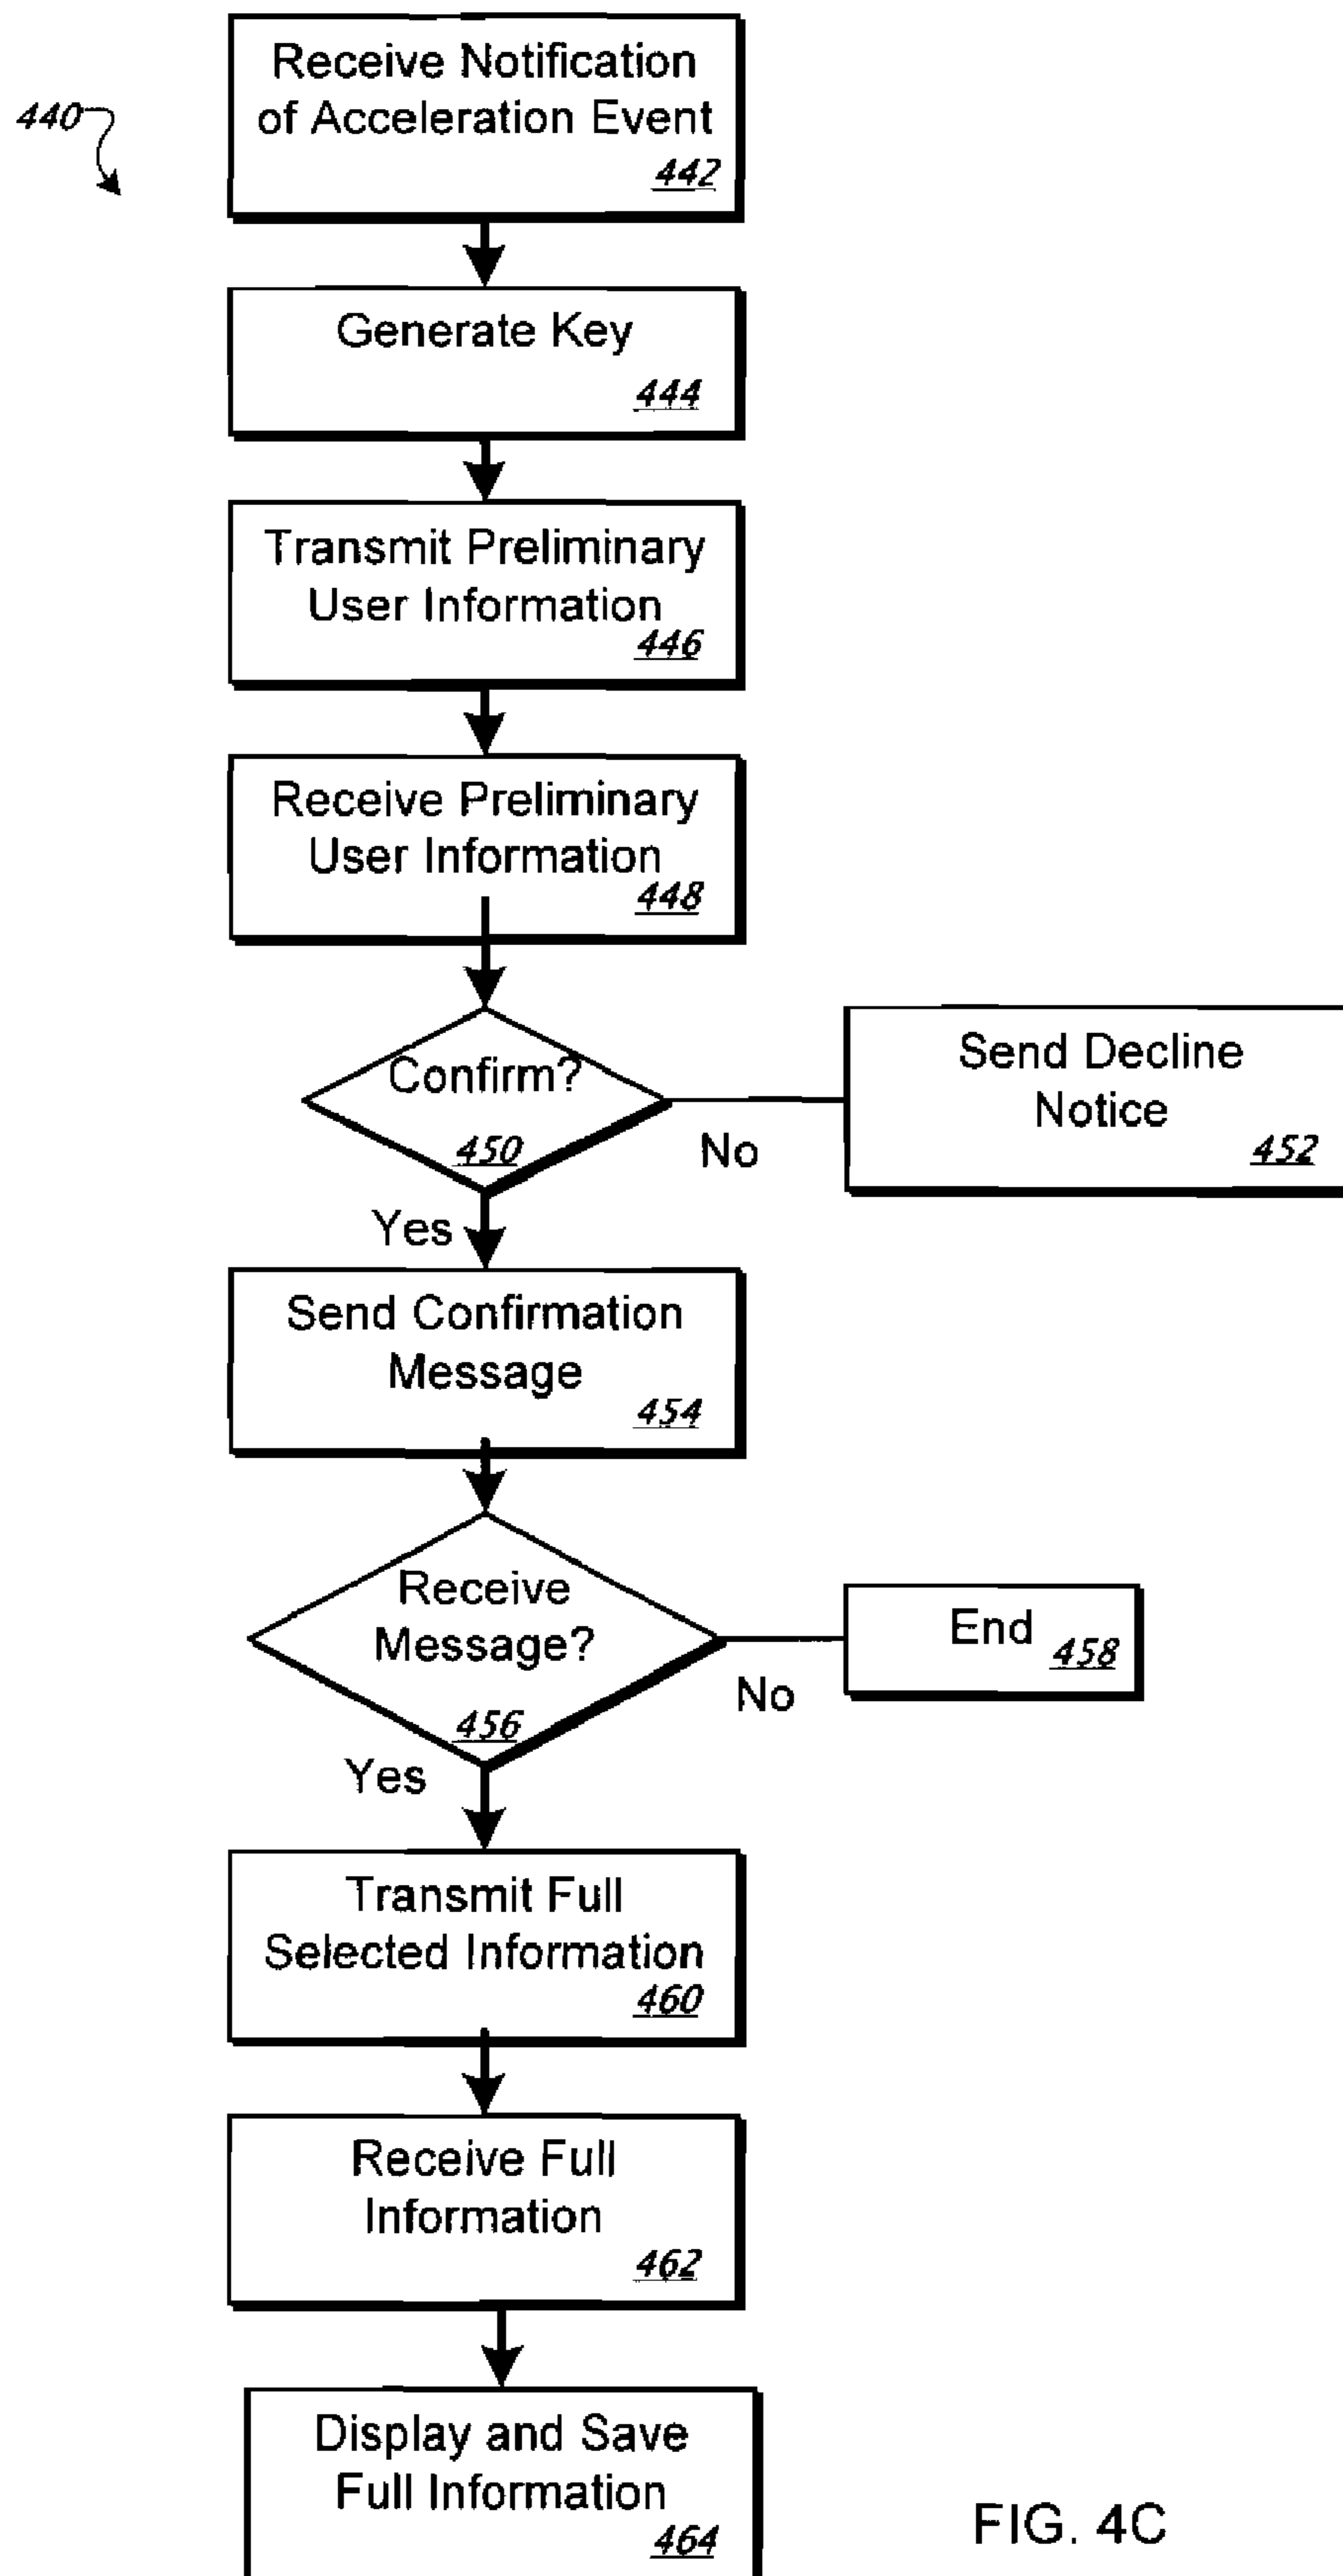 440
Receive Notification
of Acceleration Event
442
Generate Key
444
Transmit Preliminary
User Information
446
Receive Preliminary
User Information
448
Confirm?
450
No
Send Decline
Notice
452
Yes
Send Confirmation
Message
454
Receive
Message?
456
No
End
458
Yes
Transmit Full
Selected Information
460
Receive Full
Information
462
Display and Save
Full Information
464
FIG. 4C